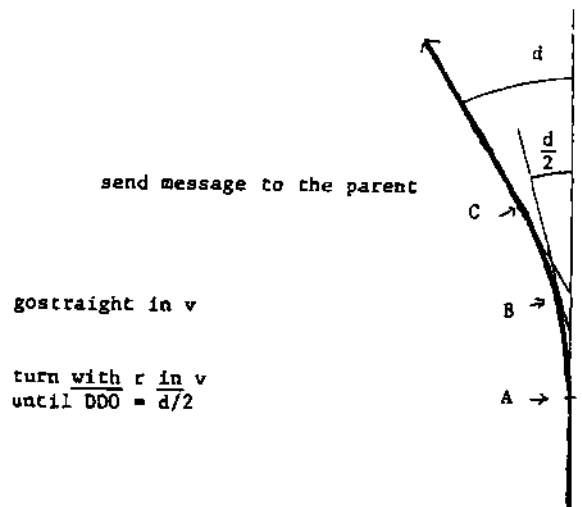 d
d
2
send message to the parent
C
gostraight in v
B
turn with r in v
until DDO = d/2
A